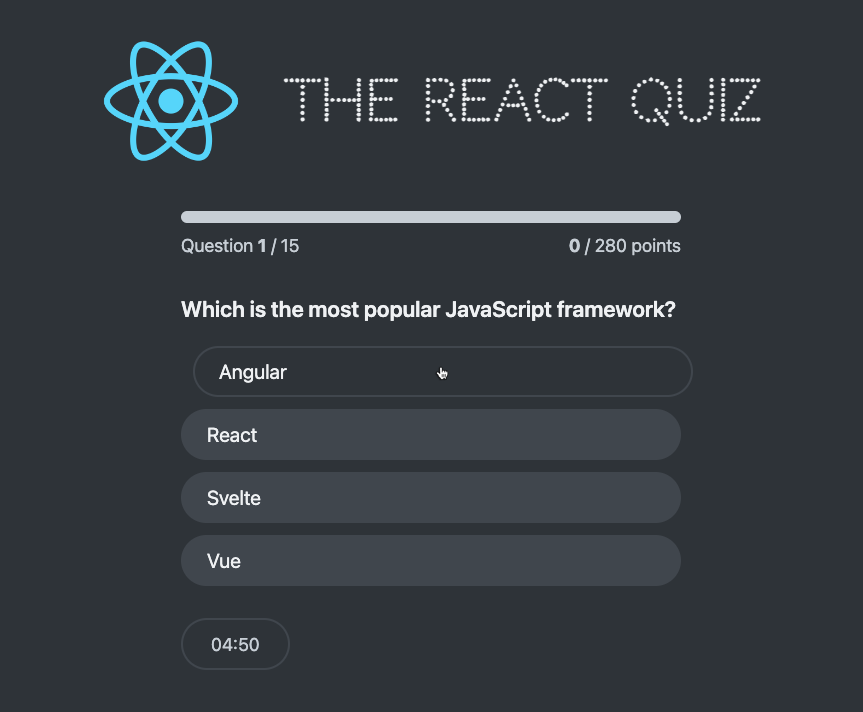 THE REACT QUIZ
Question 1 / 15
0 / 280 points
Which is the most popular JavaScript framework?
Angular
React
Svelte
Vue
04:50